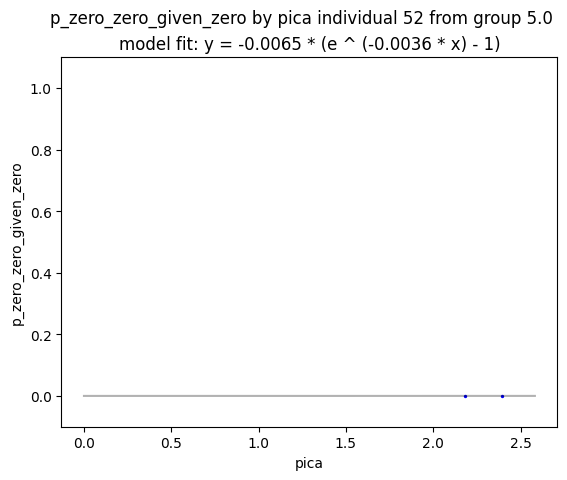 p_zero_zero_given_zero by pica individual 52 from group 5.0
model fit: y = -0.0065 * (e ^ (-0.0036 * x) - 1)
p_zero_zero_given_zero
1.0
0.8
0.6
0.4
0.2
0.0
0.0 0.5 1.0 1.5 2.0 2.5
pica